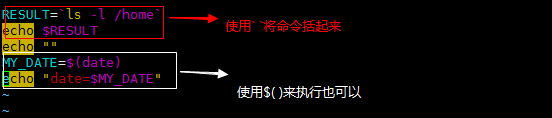 RESULT=`ls -l /home`
echo $RESULT
使用``将命令括起来
echo ""
MY_DATE=$(date)
echo "date=$MY_DATE"
使用$()来执行也可以
~
~